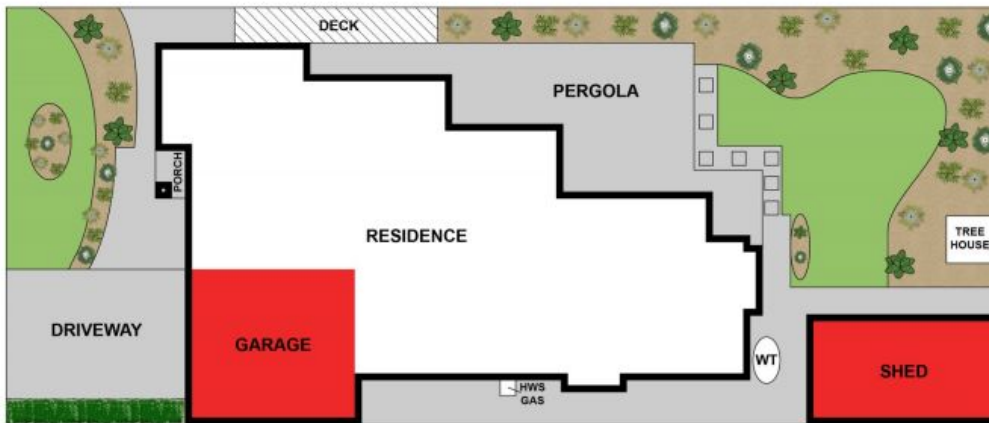 DECK
PERGOLA
PORCH
RESIDENCE
TREE
HOUSE
DRIVEWAY
GARAGE
WT
SHED
HWS
GAS